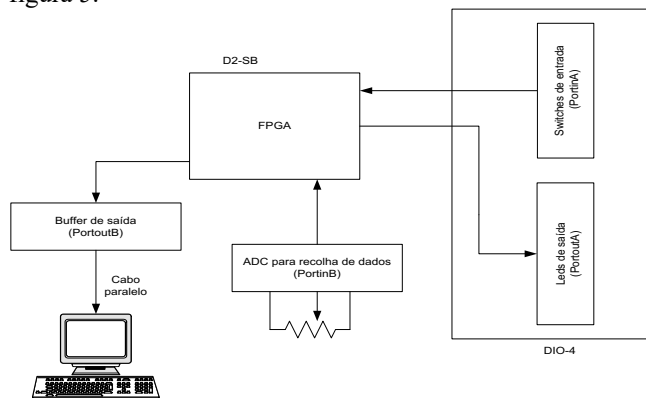 figura 3.
D2-SB
FPGA
Switches de entrada
(PortinA)
Buffer de saída
(PortoutB)
ADC para recolha de dados
(PortinB)
Leds de saída
(PortoutA)
Cabo
paralelo
DIO-4